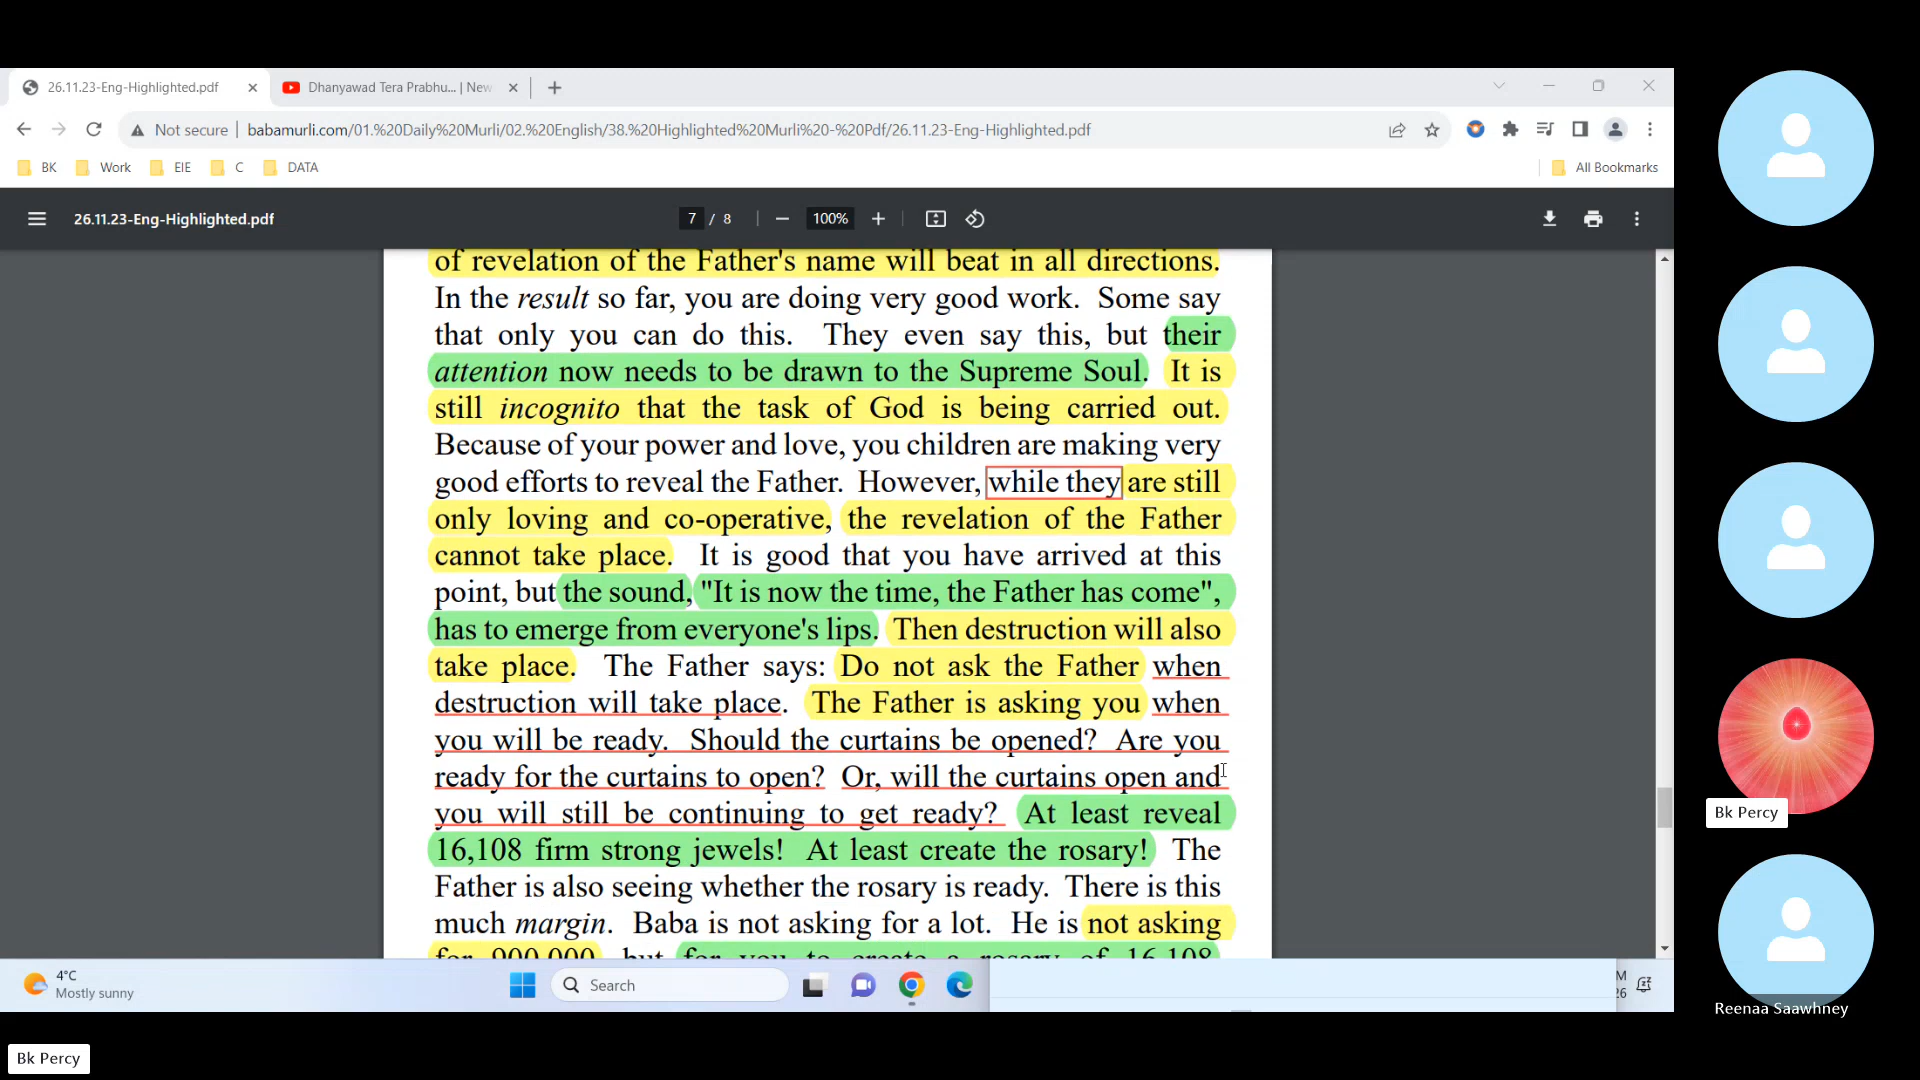 26.11.23-Eng-Highlighted.pdf
Dhanyawad Tera Prabhu... | New
Not secure
babamurli.com/01.%20Daily%20Murli/02.%20English/38.%20Highlighted%20Murli%20-%20Pdf/26.11.23-Eng-Highlighted.pdf
BK Work EIE C DATA All Bookmarks
26.11.23-Eng-Highlighted.pdf 7 / 8 100%
of revelation of the Father's name will beat in all directions.
In the result so far, you are doing very good work. Some say
that only you can do this. They even say this, but their
attention now needs to be drawn to the Supreme Soul. It is
still incognito that the task of God is being carried out.
Because of your power and love, you children are making very
good efforts to reveal the Father. However, while they are still
only loving and co-operative, the revelation of the Father
cannot take place. It is good that you have arrived at this
point, but the sound, "It is now the time, the Father has come",
has to emerge from everyone's lips. Then destruction will also
take place. The Father says: Do not ask the Father when
destruction will take place. The Father is asking you when
you will be ready. Should the curtains be opened? Are you
ready for the curtains to open? Or, will the curtains open and
you will still be continuing to get ready? At least reveal
16,108 firm strong jewels! At least create the rosary! The
Father is also seeing whether the rosary is ready. There is this
much margin. Baba is not asking for a lot. He is not asking
for 900,000 but for you to create a rosary of 16,108
4°C
Mostly sunny
Search
M
26
Bk Percy
Reenaa Saawhney
Bk Percy